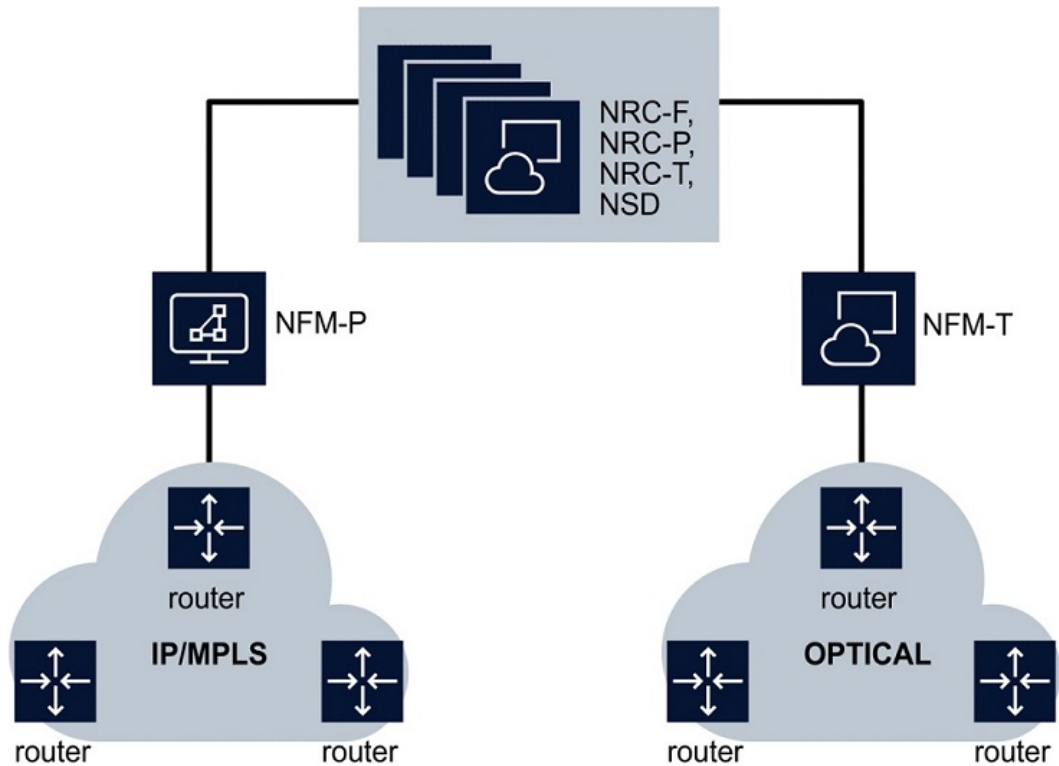 NRC-F,
NRC-P,
NRC-T,
NSD
NFM-P
NFM-T
router
router
IP/MPLS
OPTICAL
router
router
router
router